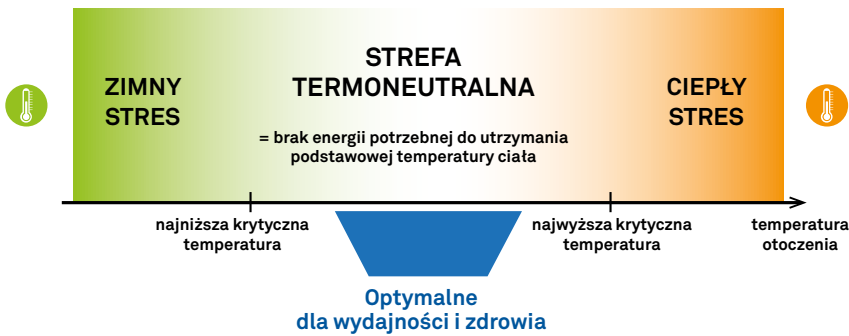 ZIMNY
STRES
STREFA
TERMONEUTRALNA
= brak energii potrzebnej do utrzymania
podstawowej temperatury ciała
CIEPŁY
STRES
najniższa krytyczna
temperatura
najwyższa krytyczna
temperatura
temperatura
otoczenia
Optymalne
dla wydajności i zdrowia